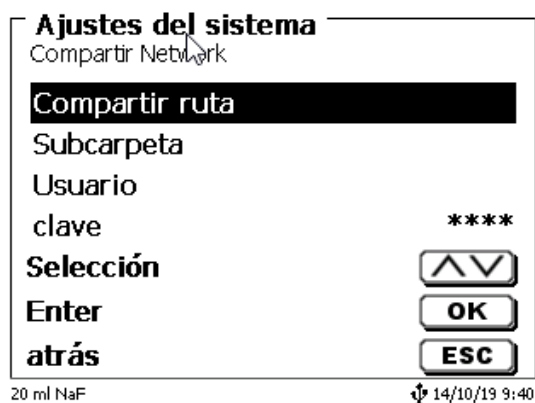 Ajustes del sistema
Compartir Network
Compartir ruta
Subcarpeta
Usuario
clave ****
Selección
Enter OK
atrás ESC
20 ml NaF 14/10/19 9:40